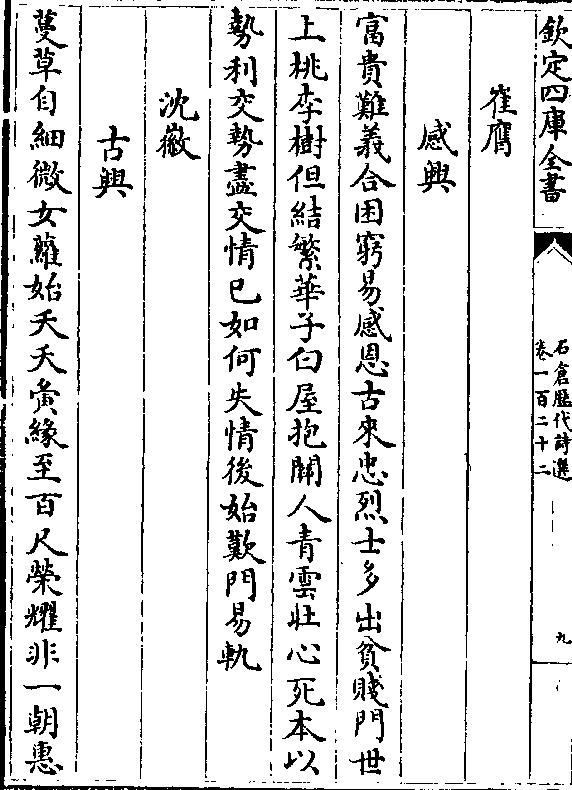 欽定四庫全書
石倉歷代詩選
卷一百二十二
九
崔膺
感興
富貴難義合困窮易感恩古來忠烈士多出貧賤門世
上桃李樹但結繁華子白屋抱關人青雲壯心死本以
勢利交勢盡交情已如何失情後始歎門易軌
沈徽
古興
蔓草自細微女蘿始夭夭夤緣至百尺榮耀非一朝惠